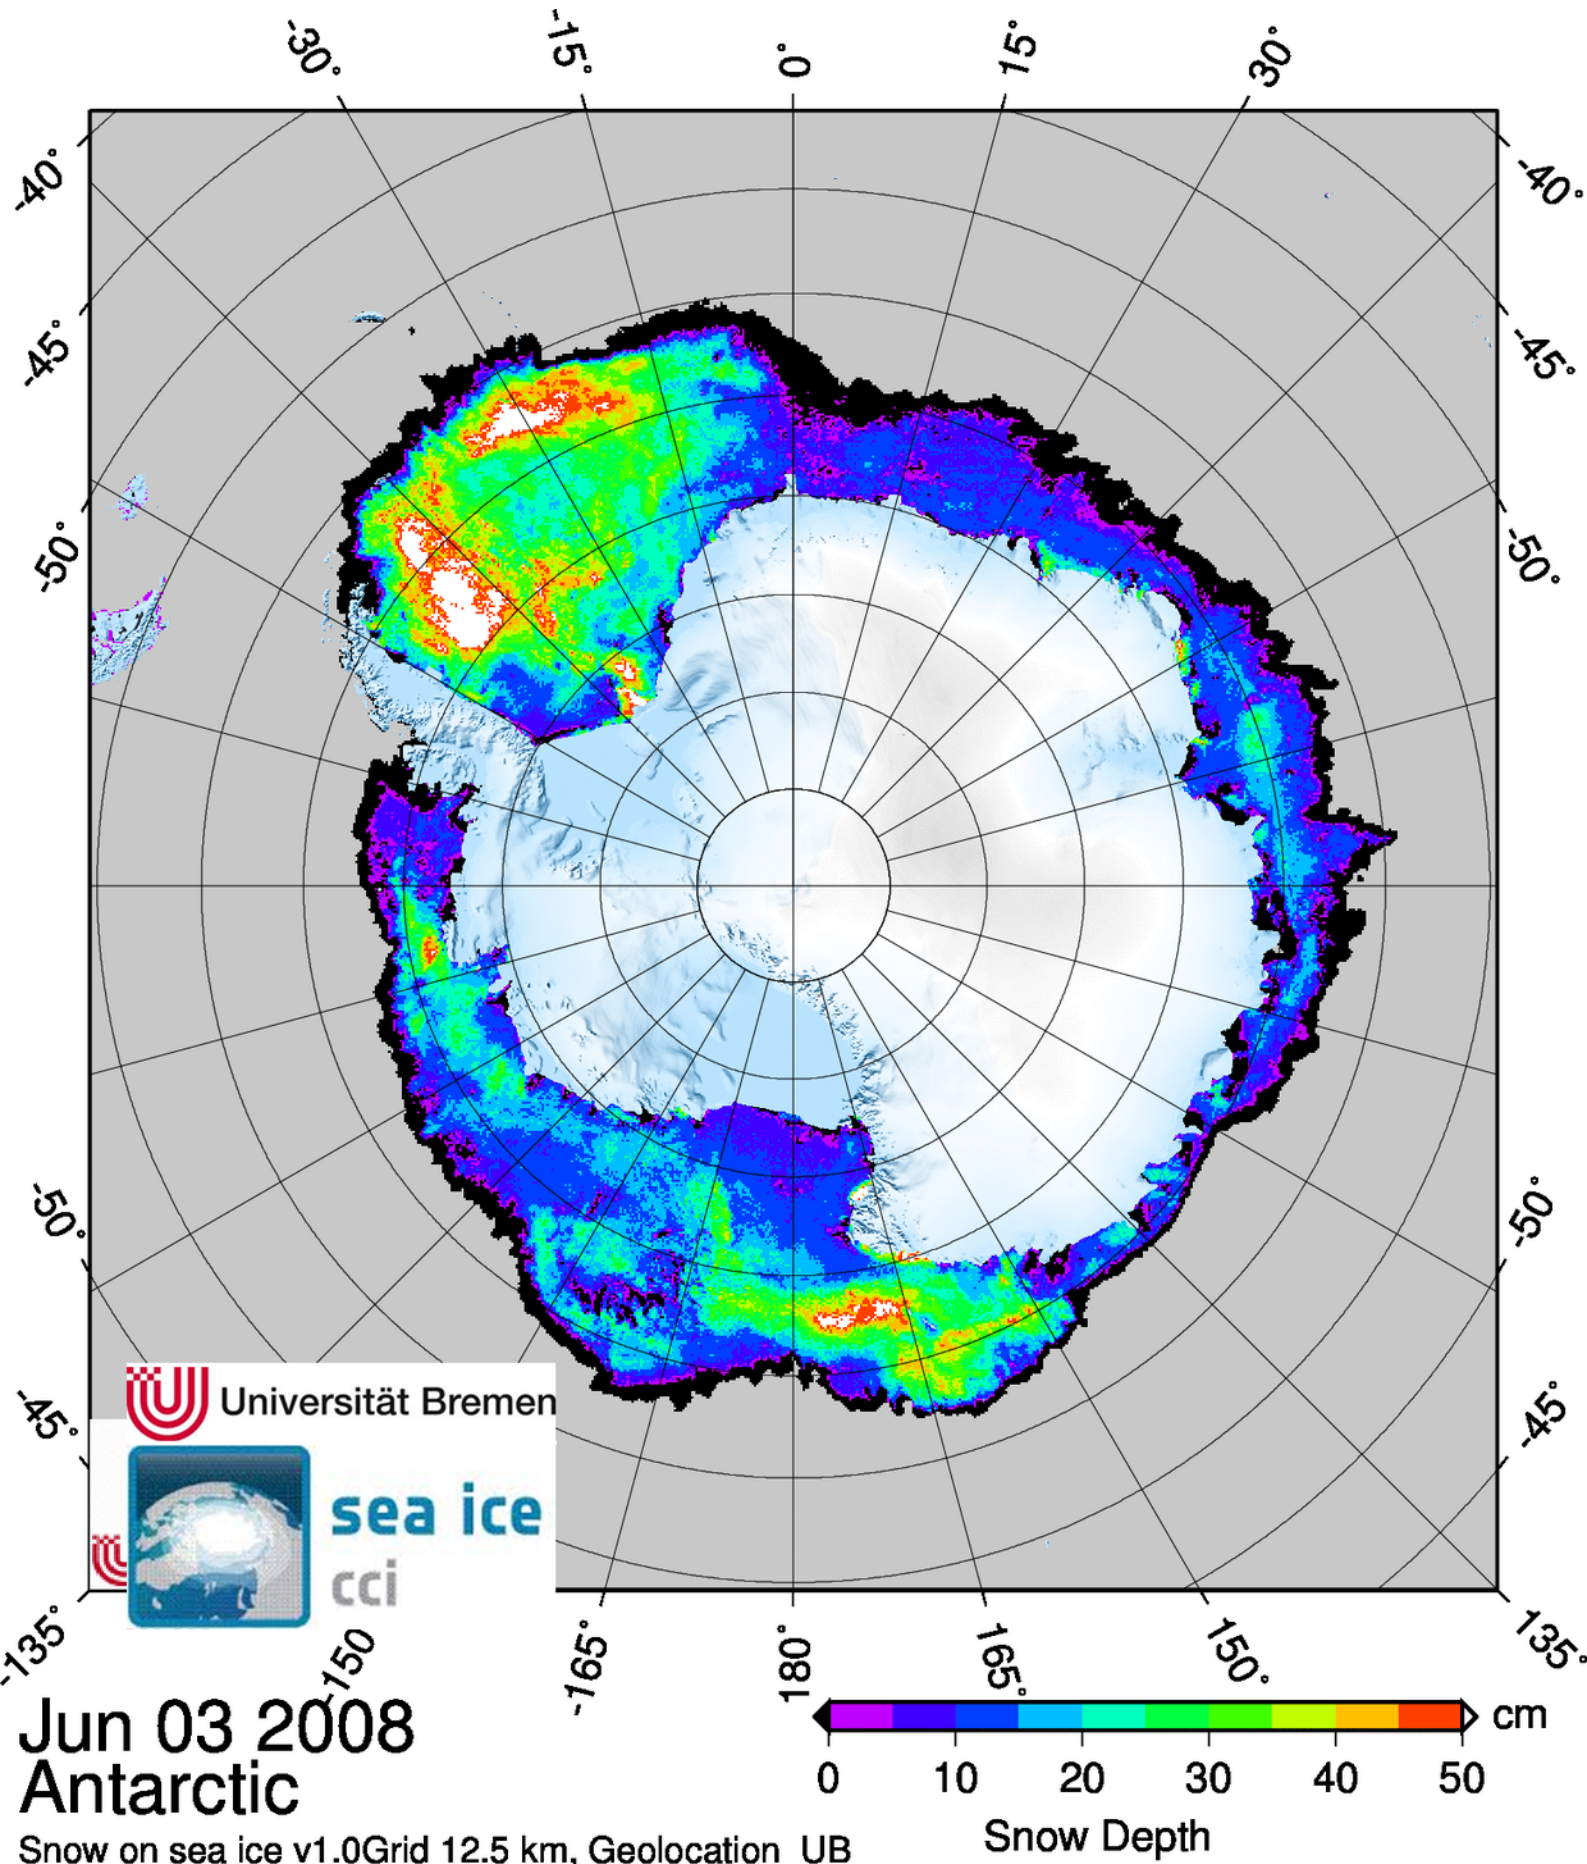 -30° -15° 0° 15° 30°
-40° -40°
-45° -45°
-50° -50°
-50° -50°
-45° -45°
Universität Bremen
sea ice
cci
-135° -150 -165° 180° 165° 150° 135°
Jun 03 2008
Antarctic
Snow on sea ice v1.0Grid 12.5 km, Geolocation UB
cm
0 10 20 30 40 50
Snow Depth